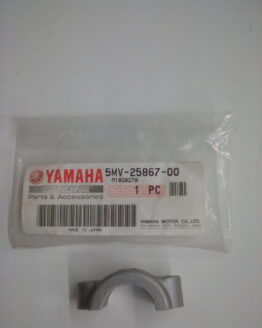 YAMAHA 5MV-25867-00
GENUINE
Parts & Accessories
1 PC
MADE IN JAPAN
YAMAHA MOTOR CO., LTD.